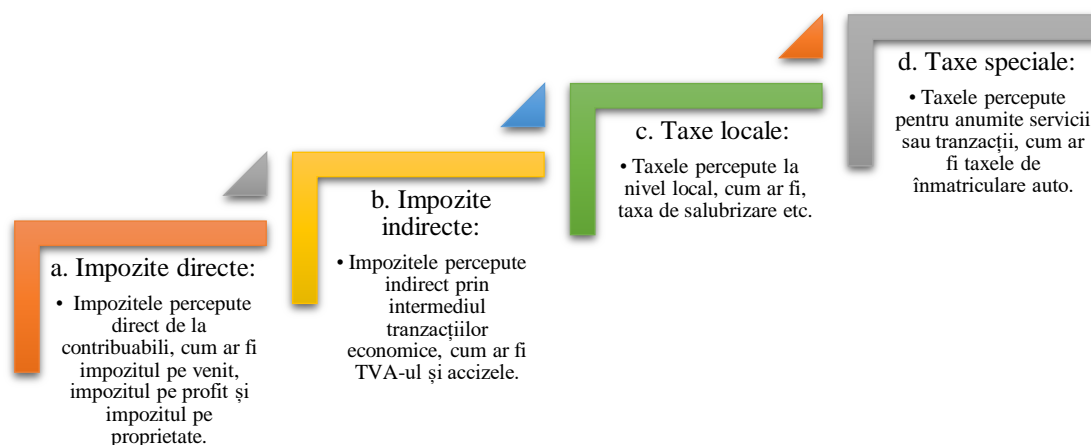 a. Impozite directe:
• Impozitele percepute
direct de la
contribuabili, cum ar fi
impozitul pe venit,
impozitul pe profit și
impozitul pe
proprietate.
b. Impozite
indirecte:
• Impozitele percepute
indirect prin
intermediul
tranzacțiilor
economice, cum ar fi
TVA-ul și accizele.
c. Taxe locale:
• Taxele percepute la
nivel local, cum ar fi,
taxa de salubrizare etc.
d. Taxe speciale:
• Taxele percepute
pentru anumite servicii
sau tranzacții, cum ar
fi taxele de
înmatriculare auto.